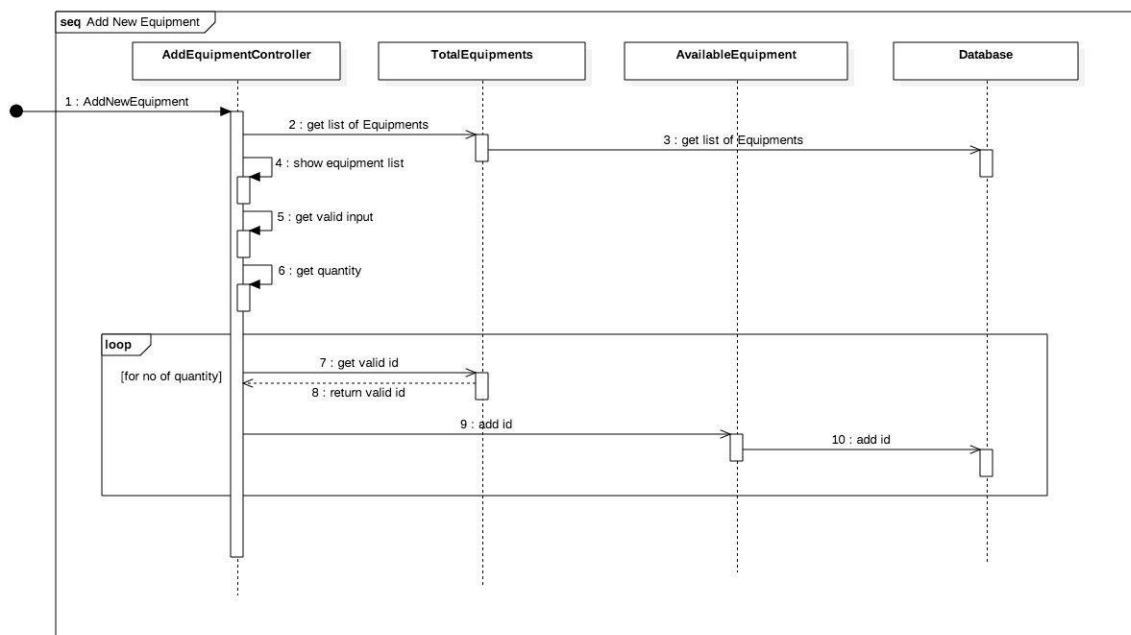 seq Add New Equipment
AddEquipmentController
TotalEquipments
AvailableEquipment
Database
1 : AddNewEquipment
2 : get list of Equipments
3 : get list of Equipments
4 : show equipment list
5 : get valid input
6 : get quantity
loop
7 : get valid id
[for no of quantity]
8 : return valid id
9 : add id
10 : add id